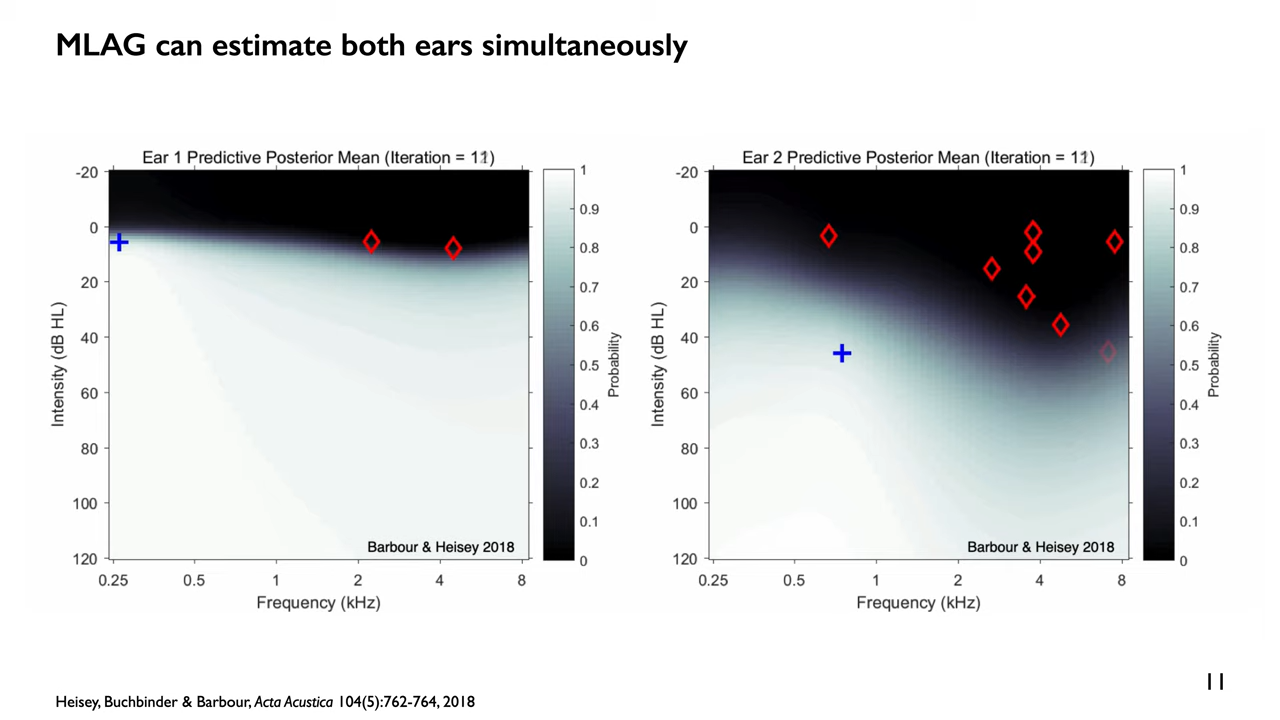 MLAG can estimate both ears simultaneously
Ear 1 Predictive Posterior Mean (Iteration = 11)
-20
0
20
40
60
80
100
120
Intensity (dB HL)
0.25 0.5 1 2 4 8
Frequency (kHz)
Barbour & Heisey 2018
1
0.9
0.8
0.7
0.6
0.5
0.4
0.3
0.2
0.1
0
Probability
Ear 2 Predictive Posterior Mean (Iteration = 11)
-20
0
20
40
60
80
100
120
Intensity (dB HL)
0.25 0.5 1 2 4 8
Frequency (kHz)
Barbour & Heisey 2018
1
0.9
0.8
0.7
0.6
0.5
0.4
0.3
0.2
0.1
0
Probability
Heisey, Buchbinder & Barbour, Acta Acustica 104(5):762-764, 2018
11